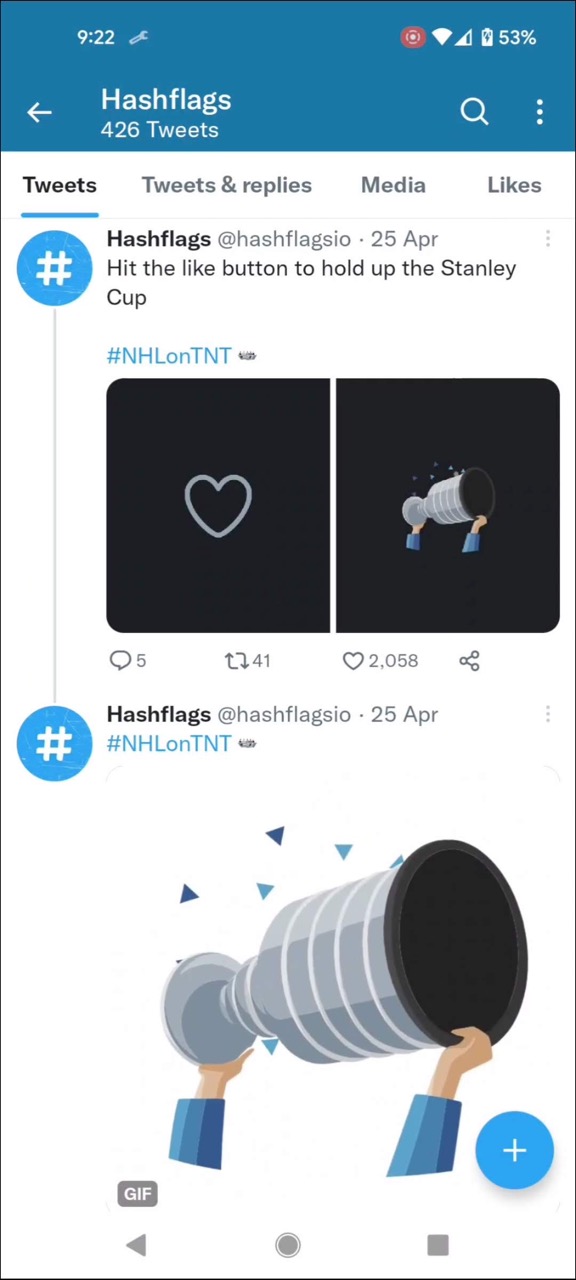 9:22
53%
Hashflags
426 Tweets
Tweets
Tweets & replies
Media
Likes
#
Hashflags @hashflagsio · 25 Apr
Hit the like button to hold up the Stanley
Cup
#NHLonTNT
5
41
2,058
#
Hashflags @hashflagsio · 25 Apr
#NHLonTNT
GIF